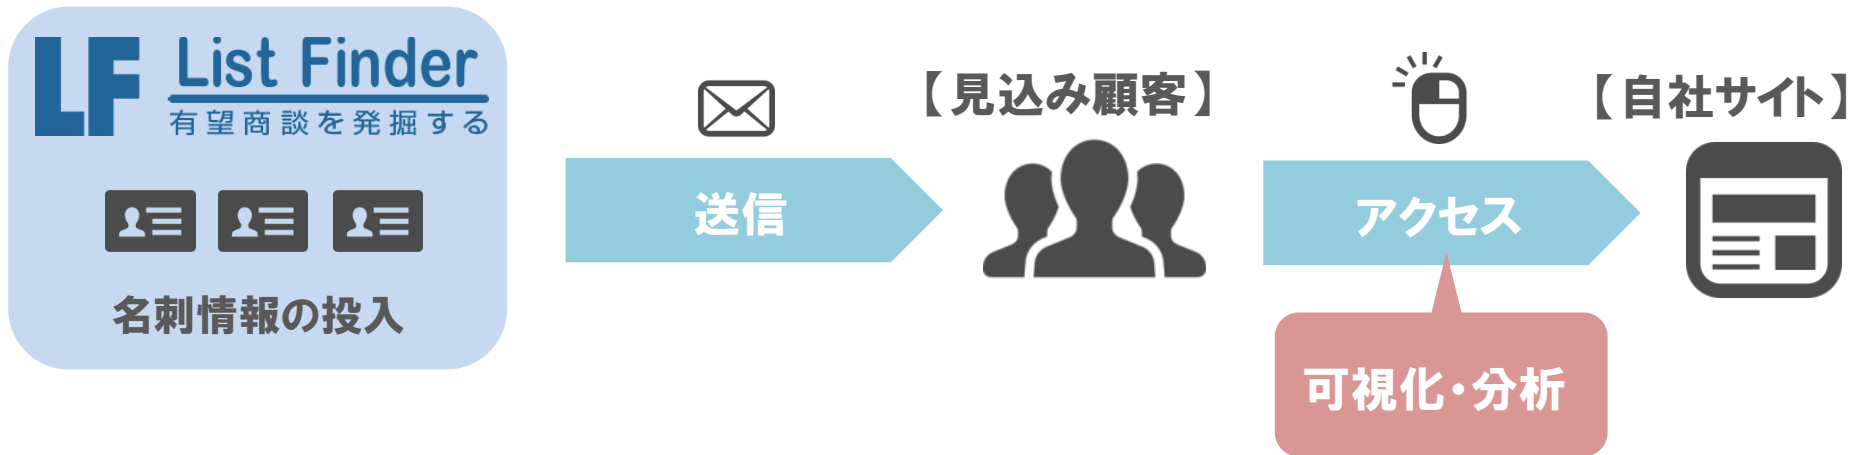 LF List Finder
有望商談を発掘する
名刺情報の投入
送信
【見込み顧客】
アクセス
可視化・分析
【自社サイト】